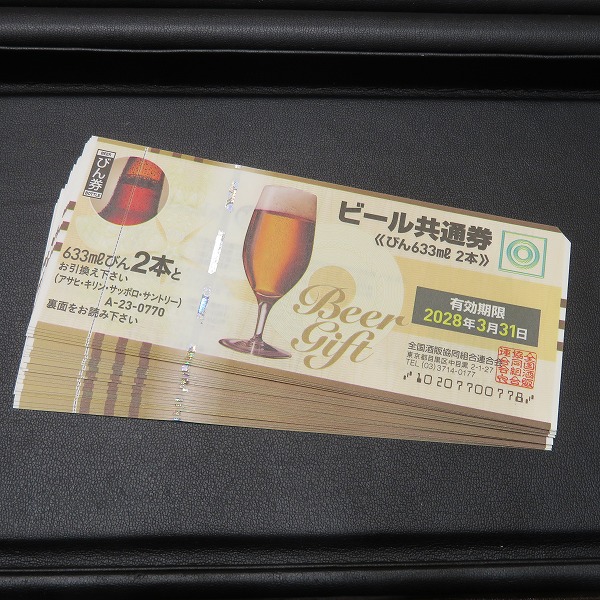 BEER
びん券
BOTTLE
633㎖びん2本と
お引換え下さい
(アサヒ・キリン・サッポロ・サントリー)
A-23-0770
裏面をお読み下さい
Beer
Gift
ビール共通券
《びん633㎖ 2本》
有効期限
2028年3月31日
全国酒販協同組合連合会
東京都目黒区中目黒 2-1-27
TEL (03) 3714-0177
10207700778